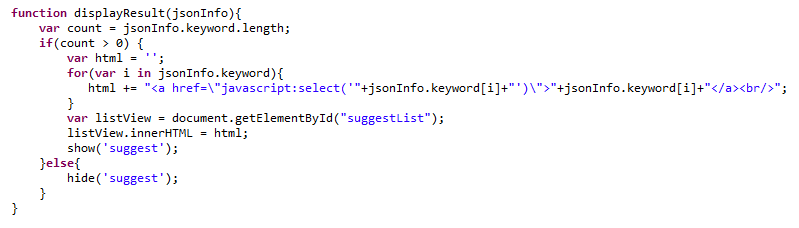 function displayResult(jsonInfo){
    var count = jsonInfo.keyword.length;
    if(count > 0) {
        var html = '';
        for(var i in jsonInfo.keyword){
           html += "<a href=\"javascript:select('"+jsonInfo.keyword[i]+"')\">"+jsonInfo.keyword[i]+"</a><br/>";
        }
        var listView = document.getElementById("suggestList");
        listView.innerHTML = html;
        show('suggest');
    }else{
        hide('suggest');
    }
}